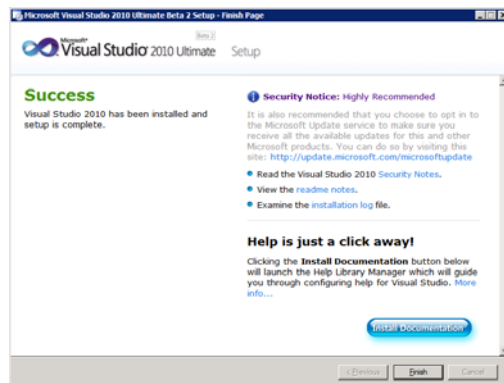 Microsoft Visual Studio 2010 Ultimate Beta 2 Setup - Finish Page
Beta 2
Microsoft®
Visual Studio 2010 Ultimate Setup
Success
Visual Studio 2010 has been installed and
setup is complete.
Security Notice: Highly Recommended
It is also recommended that you choose to opt in to
the Microsoft Update service to make sure you
receive all the available updates for this and other
Microsoft products. You can do so by visiting this
site: http://update.microsoft.com/microsoftupdate
Read the Visual Studio 2010 Security Notes.
View the readme notes.
Examine the installation log file.
Help is just a click away!
Clicking the Install Documentation button below
will launch the Help Library Manager which will guide
you through configuring help for Visual Studio. More
info...
Install Documentation
< Previous Finish Cancel